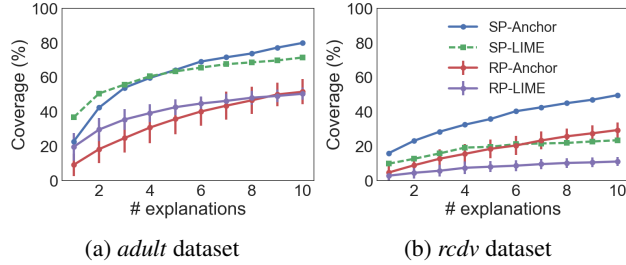 100
80
60
40
20
0
Coverage (%)
2 4 6 8 10
# explanations
(a) adult dataset
100
80
60
40
20
0
Coverage (%)
SP-Anchor
SP-LIME
RP-Anchor
RP-LIME
2 4 6 8 10
# explanations
(b) rcdv dataset